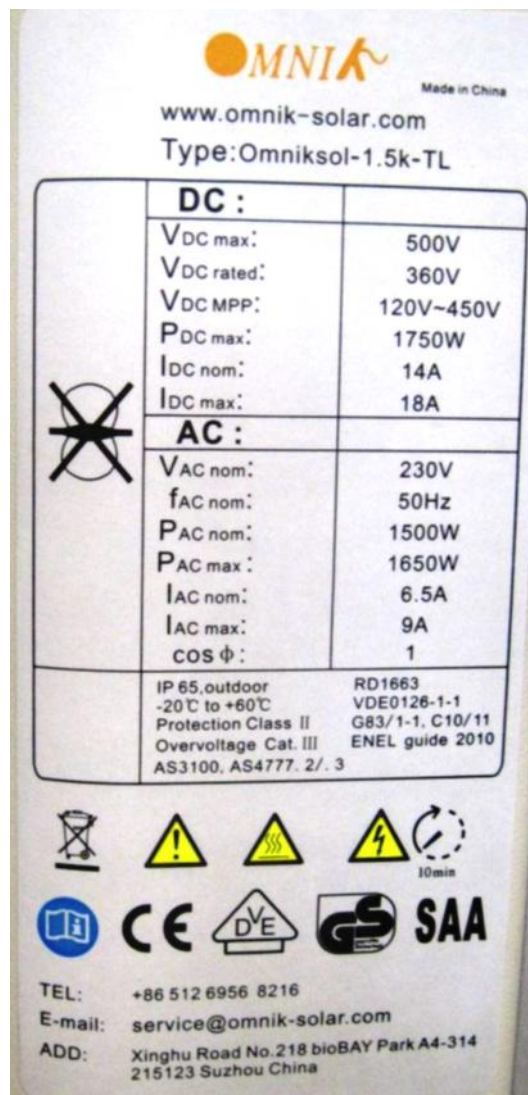 OMNIK
Made in China
www.omnik-solar.com
Type:Omniksol-1.5k-TL
DC :
VDC max: 500V
VDC rated: 360V
VDC MPP: 120V~450V
PDC max: 1750W
IDC nom: 14A
IDC max: 18A
AC :
VAC nom: 230V
fAC nom: 50Hz
PAC nom: 1500W
PAC max : 1650W
IAC nom: 6.5A
IAC max: 9A
cos ϕ : 1
IP 65,outdoor RD1663
-20℃ to +60℃ VDE0126-1-1
Protection Class II G83/1-1, C10/11
Overvoltage Cat. III ENEL guide 2010
AS3100, AS4777. 2/. 3
10min
CE DVE GS SAA
TEL: +86 512 6956 8216
E-mail: service@omnik-solar.com
ADD: Xinghu Road No.218 bioBAY Park A4-314
215123 Suzhou China